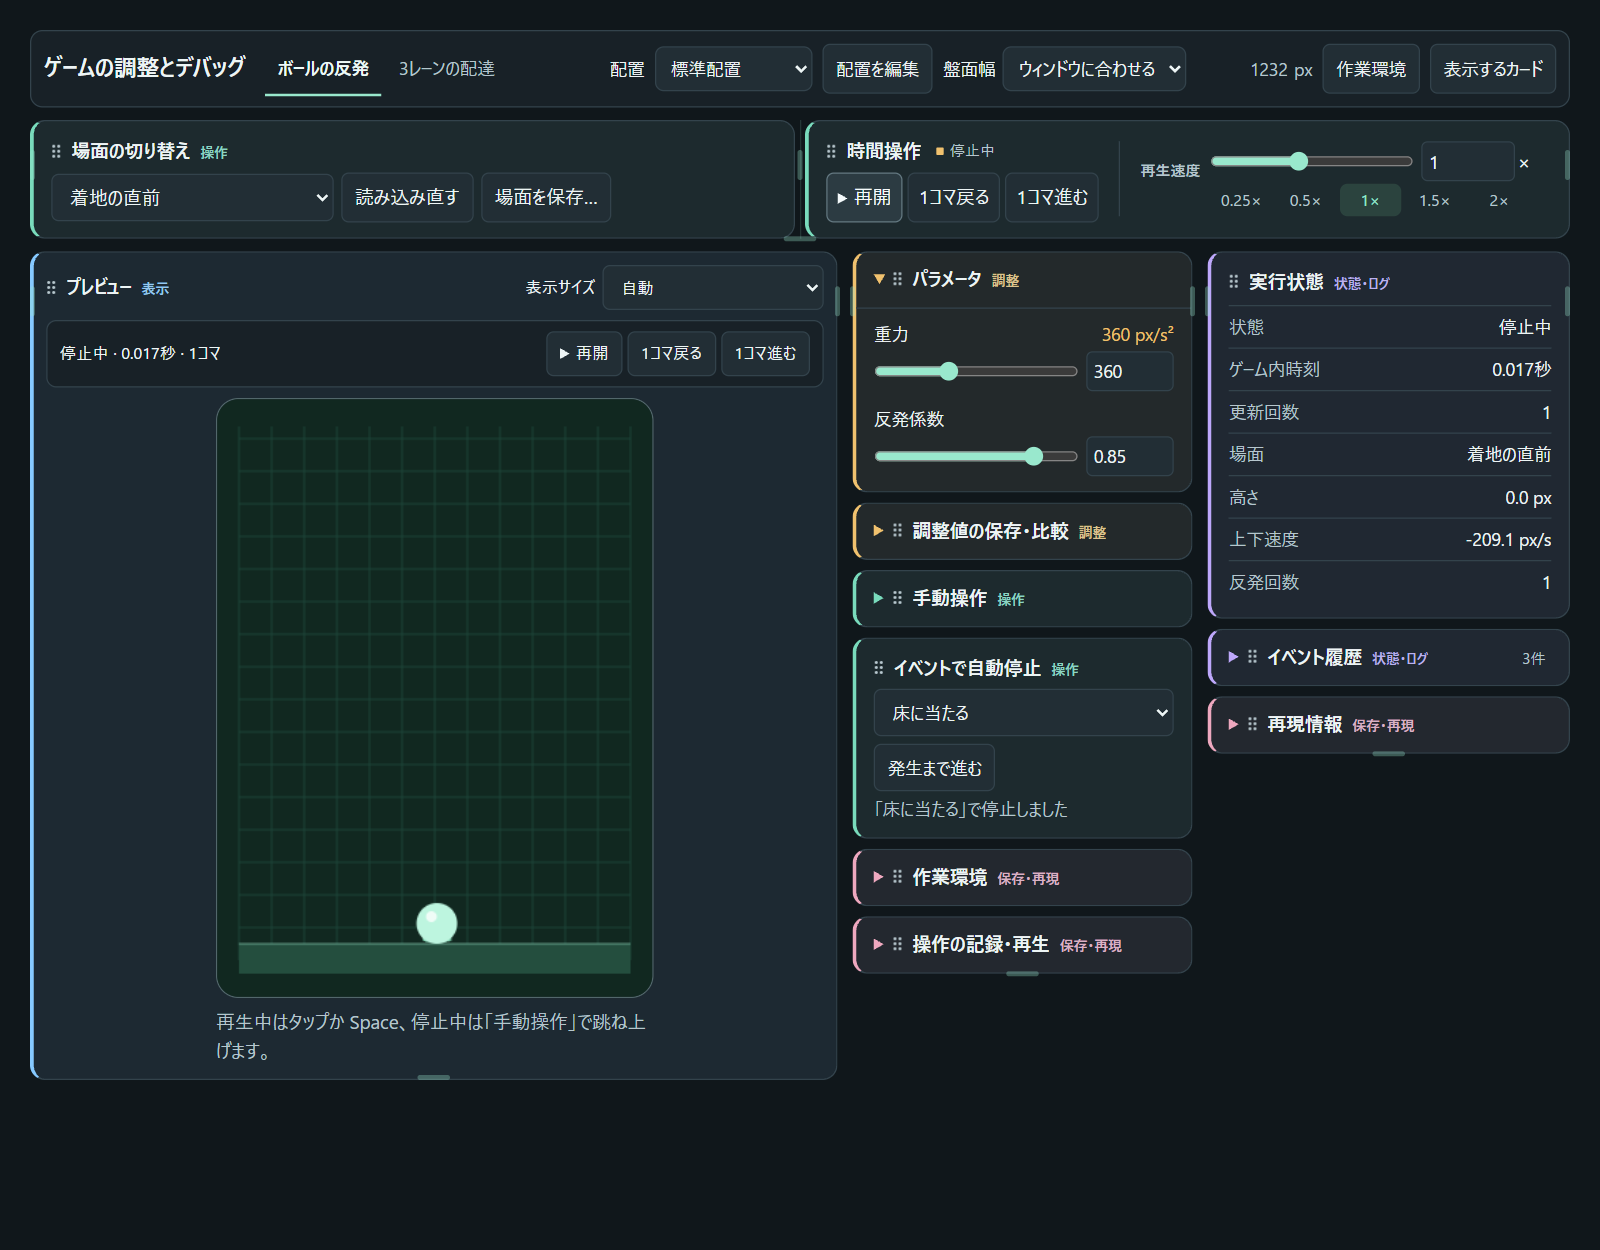 ゲームの調整とデバッグ
ボールの反発
3レーンの配達
配置
標準配置
配置を編集
盤面幅
ウィンドウに合わせる
1232 px
作業環境
表示するカード
場面の切り替え 操作
着地の直前
読み込み直す
場面を保存...
時間操作 停止中
▶ 再開
1コマ戻る
1コマ進む
再生速度
1
×
0.25×
0.5×
1×
1.5×
2×
プレビュー 表示
表示サイズ
自動
停止中 · 0.017秒 · 1コマ
▶ 再開
1コマ戻る
1コマ進む
再生中はタップか Space、停止中は「手動操作」で跳ね上
げます。
▼ パラメータ 調整
重力
360 px/s²
360
反発係数
0.85
▶ 調整値の保存・比較 調整
▶ 手動操作 操作
イベントで自動停止 操作
床に当たる
発生まで進む
「床に当たる」で停止しました
▶ 作業環境 保存・再現
▶ 操作の記録・再生 保存・再現
実行状態 状態・ログ
状態 停止中
ゲーム内時刻 0.017秒
更新回数 1
場面 着地の直前
高さ 0.0 px
上下速度 -209.1 px/s
反発回数 1
▶ イベント履歴 状態・ログ 3件
▶ 再現情報 保存・再現